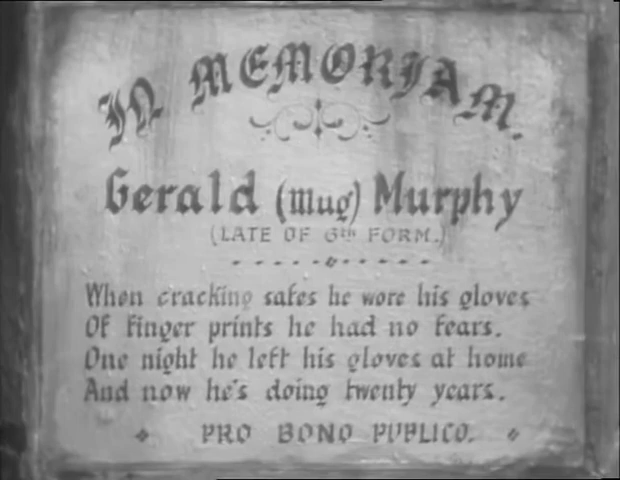 IN MEMORIAM.
Gerald (Mug) Murphy
(LATE OF 6th FORM.)
When cracking safes he wore his gloves
Of finger prints he had no fears.
One night he left his gloves at home
And now he's doing twenty years.
PRO BONO PUBLICO.